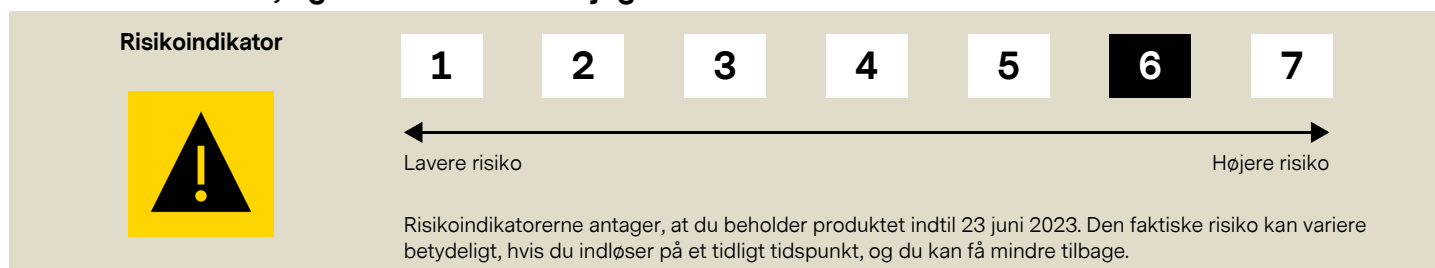 Risikoindikator
1 2 3 4 5 6 7
Lavere risiko Højere risiko
Risikoindikatorerne antager, at du beholder produktet indtil 23 juni 2023. Den faktiske risiko kan variere
betydeligt, hvis du indløser på et tidligt tidspunkt, og du kan få mindre tilbage.